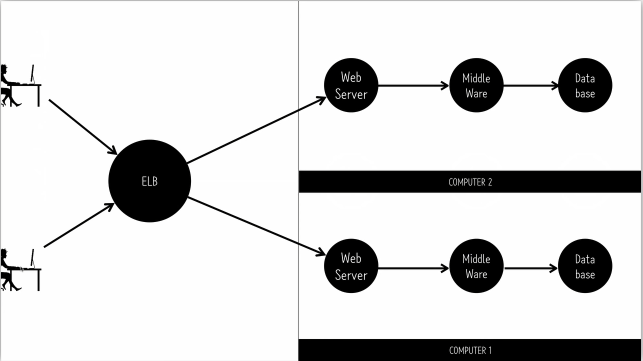 Web
Server
Middle
Ware
Data
base
COMPUTER 2
ELB
Web
Server
Middle
Ware
Data
base
COMPUTER 1